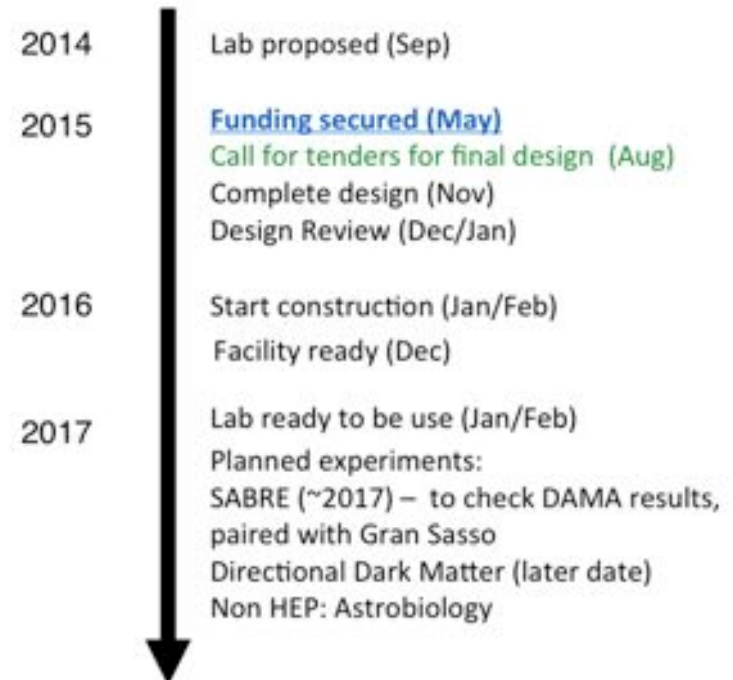 2014 Lab proposed (Sep)
2015 Funding secured (May)
Call for tenders for final design (Aug)
Complete design (Nov)
Design Review (Dec/Jan)
2016 Start construction (Jan/Feb)
Facility ready (Dec)
2017 Lab ready to be use (Jan/Feb)
Planned experiments:
SABRE (~2017) – to check DAMA results,
paired with Gran Sasso
Directional Dark Matter (later date)
Non HEP: Astrobiology